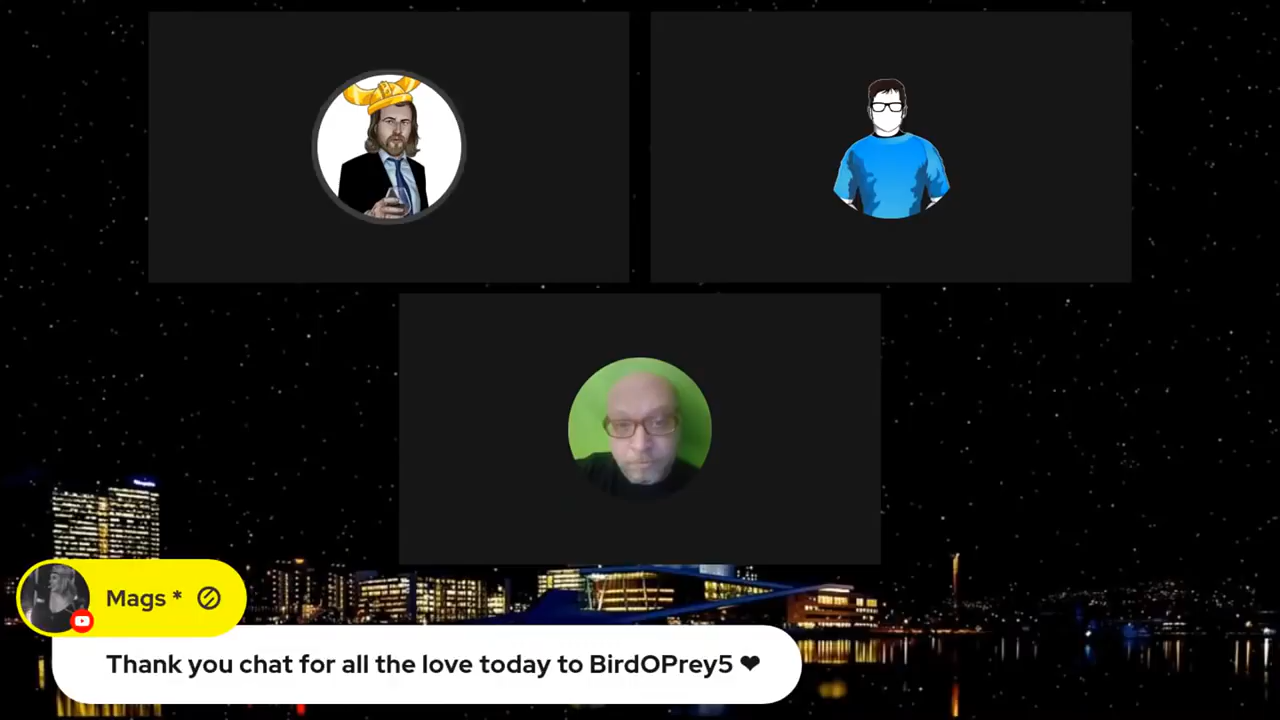 Mags *
Thank you chat for all the love today to BirdOPrey5 ❤